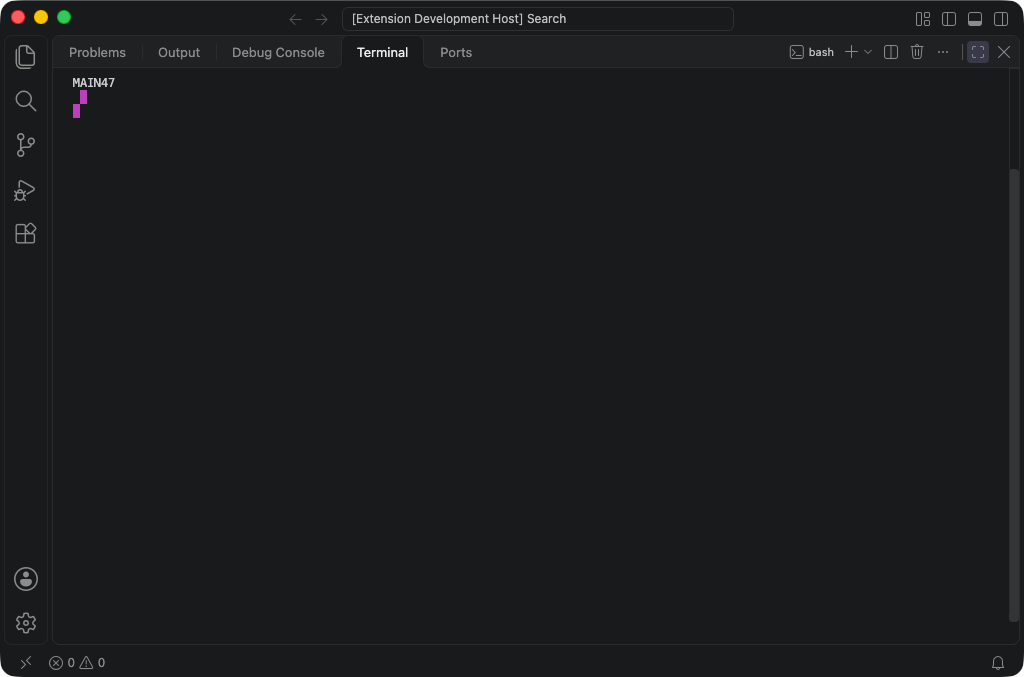 [Extension Development Host] Search
Problems
Output
Debug Console
Terminal
Ports
bash
MAIN47
0
0